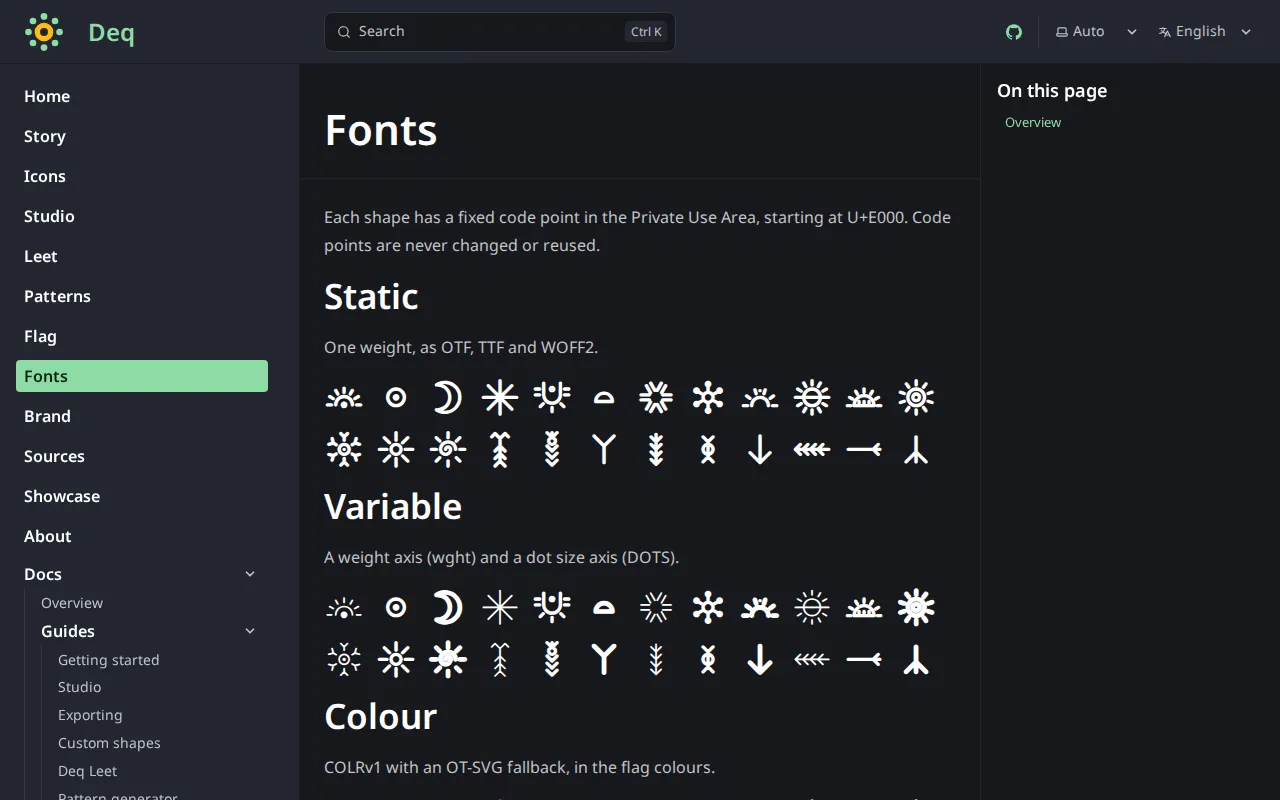 Deq
Search
Ctrl K
Auto
English
Home
Story
Icons
Studio
Leet
Patterns
Flag
Fonts
Brand
Sources
Showcase
About
Docs
Overview
Guides
Getting started
Studio
Exporting
Custom shapes
Deq Leet
Pattern generator
Fonts
Each shape has a fixed code point in the Private Use Area, starting at U+E000. Code
points are never changed or reused.
Static
One weight, as OTF, TTF and WOFF2.
Variable
A weight axis (wght) and a dot size axis (DOTS).
Colour
COLRv1 with an OT-SVG fallback, in the flag colours.
On this page
Overview